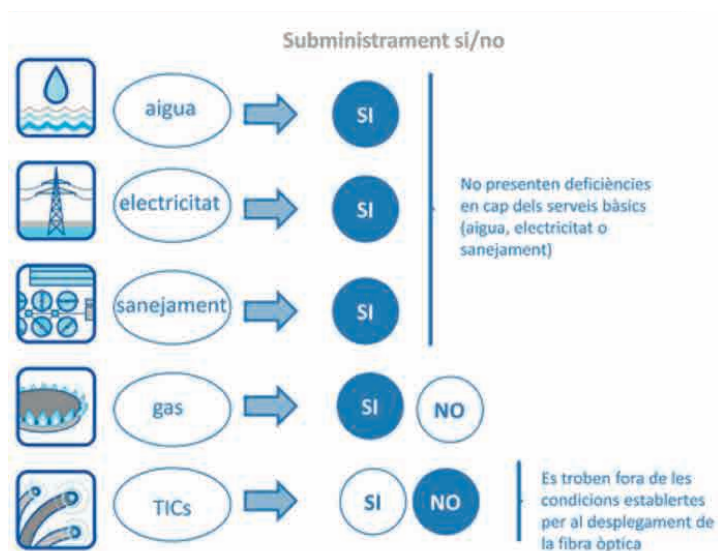 Subministrament sí/no
aigua
SI
electricitat
SI
No presenten deficiències
en cap dels serveis bàsics
(aigua, electricitat o
sanejament)
sanejament
SI
gas
SI
NO
TICs
SI
NO
Es troben fora de les
condicions establertes
per al desplegament de
la fibra òptica